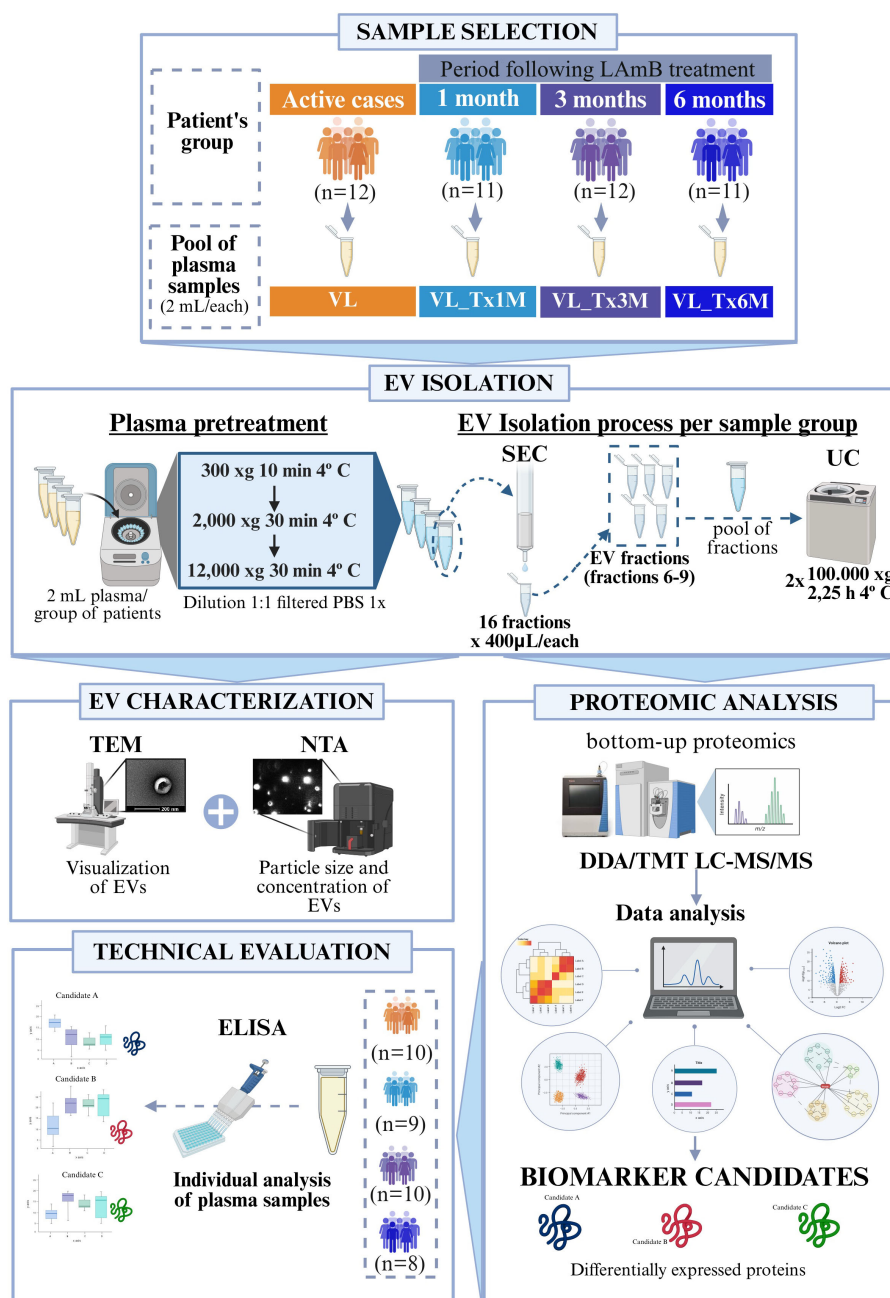 SAMPLE SELECTION
Period following LAmB treatment
Active cases
1 month
3 months
6 months
Patient's
group
(n=12)
(n=11)
(n=12)
(n=11)
Pool of
plasma
samples
(2 mL/each)
VL
VL_Tx1M
VL_Tx3M
VL_Tx6M
EV ISOLATION
Plasma pretreatment
300 xg 10 min 4º C
2,000 xg 30 min 4º C
12,000 xg 30 min 4º C
2 mL plasma/
group of patients
Dilution 1:1 filtered PBS 1x
EV Isolation process per sample group
SEC
16 fractions
x 400µL/each
EV fractions
(fractions 6-9)
pool of
fractions
UC
2x 100.000 xg
2,25 h 4º C
EV CHARACTERIZATION
TEM
200 nm
Visualization
of EVs
NTA
Particle size and
concentration of
EVs
PROTEOMIC ANALYSIS
bottom-up proteomics
Intensity
m/z
DDA/TMT LC-MS/MS
Data analysis
Volcano plot
BIOMARKER CANDIDATES
Candidate A
Candidate B
Candidate C
Differentially expressed proteins
TECHNICAL EVALUATION
Candidate A
Candidate B
Candidate C
ELISA
Individual analysis
of plasma samples
(n=10)
(n=9)
(n=10)
(n=8)